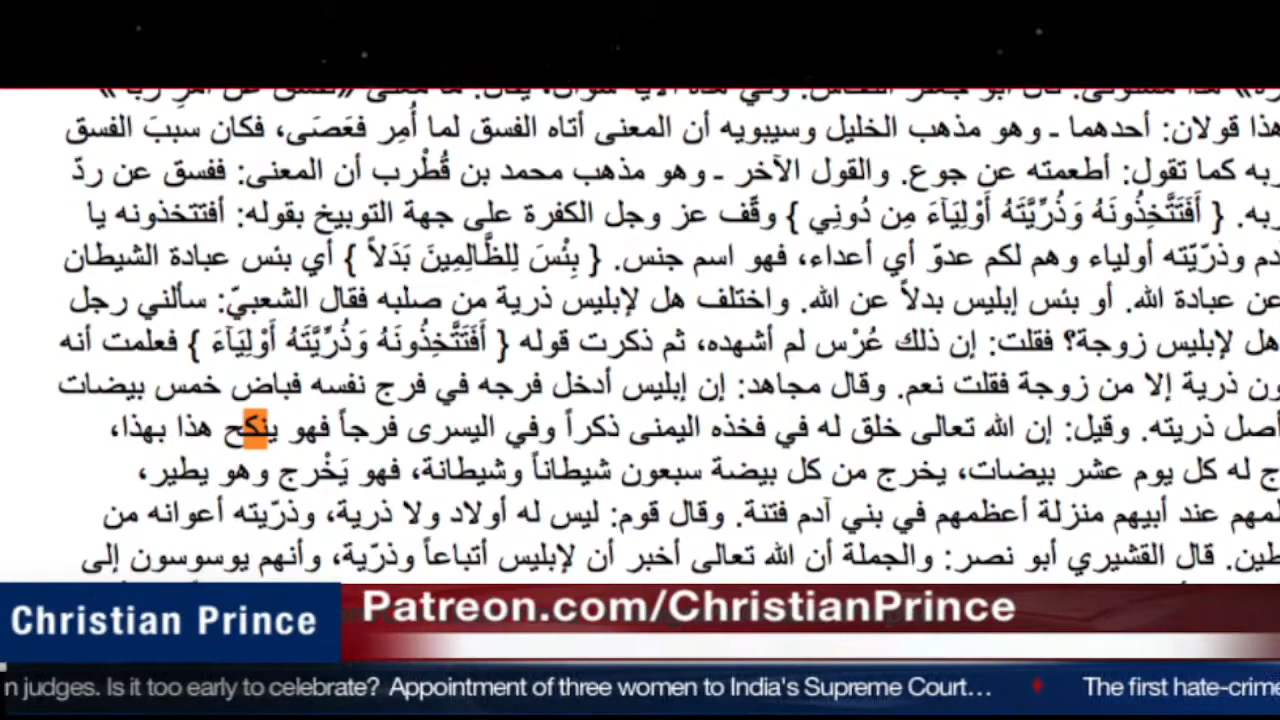 هذا قولان: أحدهما ـ وهو مذهب الخليل وسيبويه أن المعنى أتاه الفسق لما أُمِر فعَصَى، فكان سببَ الفسق
ربه كما تقول: أطعمته عن جوع. والقول الآخر ـ وهو مذهب محمد بن قُطْرب أن المعنى: ففسق عن ردّ
ربه. { أَفَتَتَّخِذُونَهُ وَذُرِّيَّتَهُ أَوْلِيَآءَ مِن دُونِي } وقّف عز وجل الكفرة على جهة التوبيخ بقوله: أفتتخذونه يا
وذرّيّته أولياء وهم لكم عدوّ أي أعداء، فهو اسم جنس. { بِئْسَ لِلظَّالِمِينَ بَدَلاً } أي بئس عبادة الشيطان
عن عبادة الله. أو بئس إبليس بدلاً عن الله. واختلف هل لإبليس ذرية من صلبه فقال الشعبيّ: سألني رجل
هل لإبليس زوجة؟ فقلت: إن ذلك عُرْس لم أشهده، ثم ذكرت قوله { أَفَتَتَّخِذُونَهُ وَذُرِّيَّتَهُ أَوْلِيَآءَ } فعلمت أنه
ون ذرية إلا من زوجة فقلت نعم. وقال مجاهد: إن إبليس أدخل فرجه في فرج نفسه فباض خمس بيضات
أصل ذريته. وقيل: إن الله تعالى خلق له في فخذه اليمنى ذكراً وفي اليسرى فرجاً فهو ينكح هذا بهذا،
ج له كل يوم عشر بيضات، يخرج من كل بيضة سبعون شيطاناً وشيطانة، فهو يَخْرج وهو يطير،
عند أبيهم منزلة أعظمهم في بني آدم فتنة. وقال قوم: ليس له أولاد ولا ذرية، وذرّيته أعوانه من
طين. قال القشيري أبو نصر: والجملة أن الله تعالى أخبر أن لإبليس أتباعاً وذرّية، وأنهم يوسوسون إلى
Christian Prince
Patreon.com/ChristianPrince
n judges. Is it too early to celebrate? Appointment of three women to India's Supreme Court… The first hate-crime